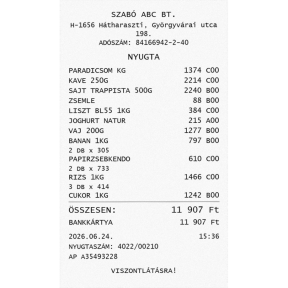 SZABÓ ABC BT.
H-1656 Hátharaszti, Györgyvárai utca
198.
ADÓSZÁM: 84166942-2-40
NYUGTA
PARADICSOM KG 1374 C00
KAVE 250G 2214 C00
SAJT TRAPPISTA 500G 2240 B00
ZSEMLE 88 B00
LISZT BL55 1KG 384 C00
JOGHURT NATUR 215 A00
VAJ 200G 1277 B00
BANAN 1KG 797 B00
2 DB x 305
PAPIRZSEBKENDO 610 C00
2 DB x 733
RIZS 1KG 1466 C00
3 DB x 414
CUKOR 1KG 1242 B00
ÖSSZESEN: 11 907 Ft
BANKKÁRTYA 11 907 Ft
2026.06.24. 15:36
NYUGTASZÁM: 4022/00210
AP A35493228
VISZONTLÁTÁSRA!